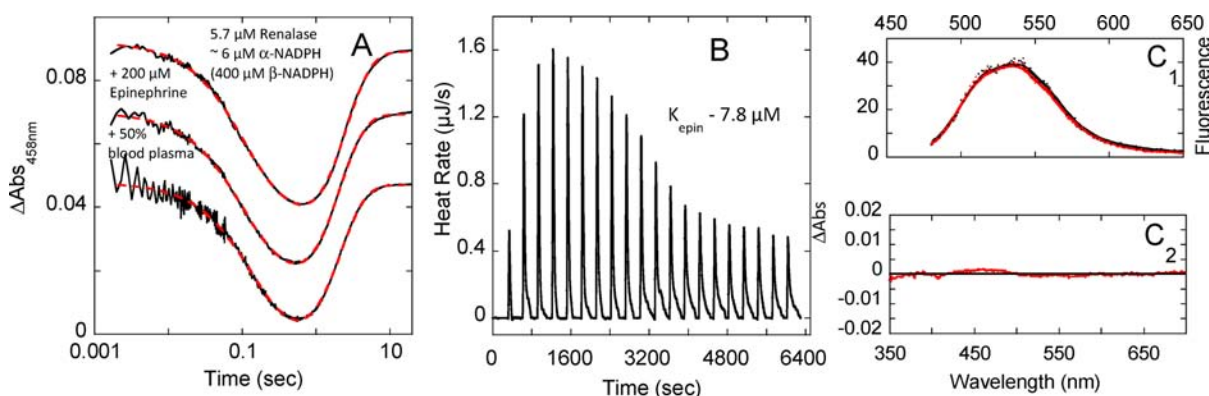 A
5.7 µM Renalase
~ 6 µM α-NADPH
(400 µM β-NADPH)
+ 200 µM
Epinephrine
+ 50%
blood plasma
ΔAbs458nm
0.08
0.04
0
0.001
0.1
10
Time (sec)
B
K epin - 7.8 µM
Heat Rate (µJ/s)
1.6
1.2
0.8
0.4
0
0
1600
3200
4800
6400
Time (sec)
450
500
550
600
650
C1
40
20
0
Fluorescence
C2
ΔAbs
0.02
0.01
0
-0.01
-0.02
350
450
550
650
Wavelength (nm)